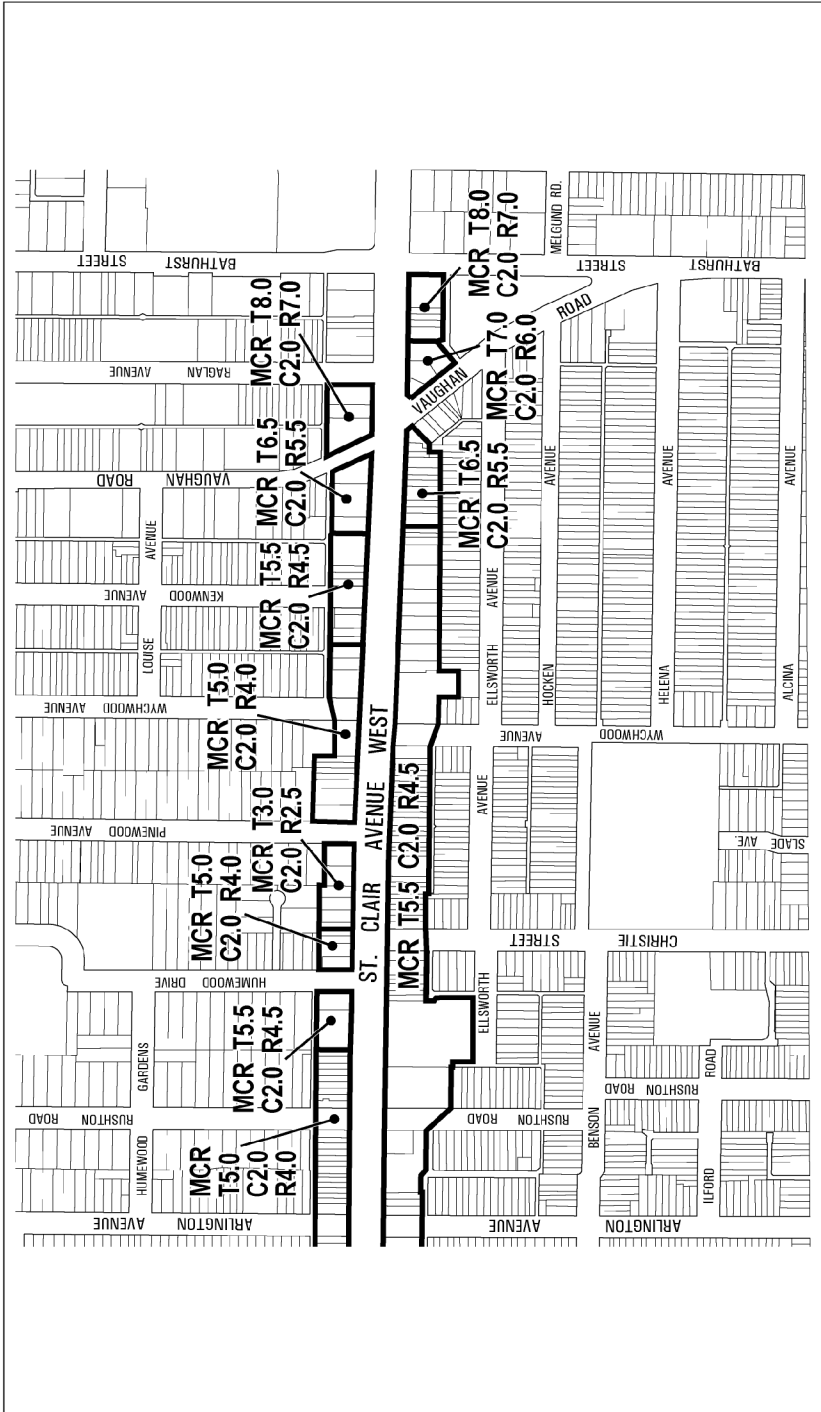 BATHURST
STREET
RAGLAN
AVENUE
VAUGHAN
ROAD
KENWOOD
AVENUE
LOUISE
AVENUE
WYCHWOOD
AVENUE
PINEWOOD
AVENUE
HUMEWOOD
DRIVE
HUMEWOOD
GARDENS
RUSHTON
ROAD
ARLINGTON
AVENUE
MCR
T5.0
C2.0
R4.0
MCR T5.5
C2.0 R4.5
MCR T5.0
C2.0 R4.0
MCR T3.0
C2.0 R2.5
MCR T5.0
C2.0 R4.0
MCR T5.5
C2.0 R4.5
MCR T6.5
C2.0 R5.5
MCR T8.0
C2.0 R7.0
ST. CLAIR AVENUE WEST
MCR T5.5 C2.0 R4.5
MCR T6.5
C2.0 R5.5
MCR T7.0
C2.0 R6.0
MCR T8.0
C2.0 R7.0
VAUGHAN
ROAD
MELGUND RD.
BATHURST
STREET
ELLSWORTH
AVENUE
ELLSWORTH
AVENUE
HOCKEN
AVENUE
HELENA
AVENUE
ALCINA
AVENUE
WYCHWOOD
AVENUE
SLADE AVE.
CHRISTIE
STREET
BENSON
AVENUE
RUSHTON
ROAD
RUSHTON ROAD
ILFORD
ROAD
ARLINGTON
AVENUE